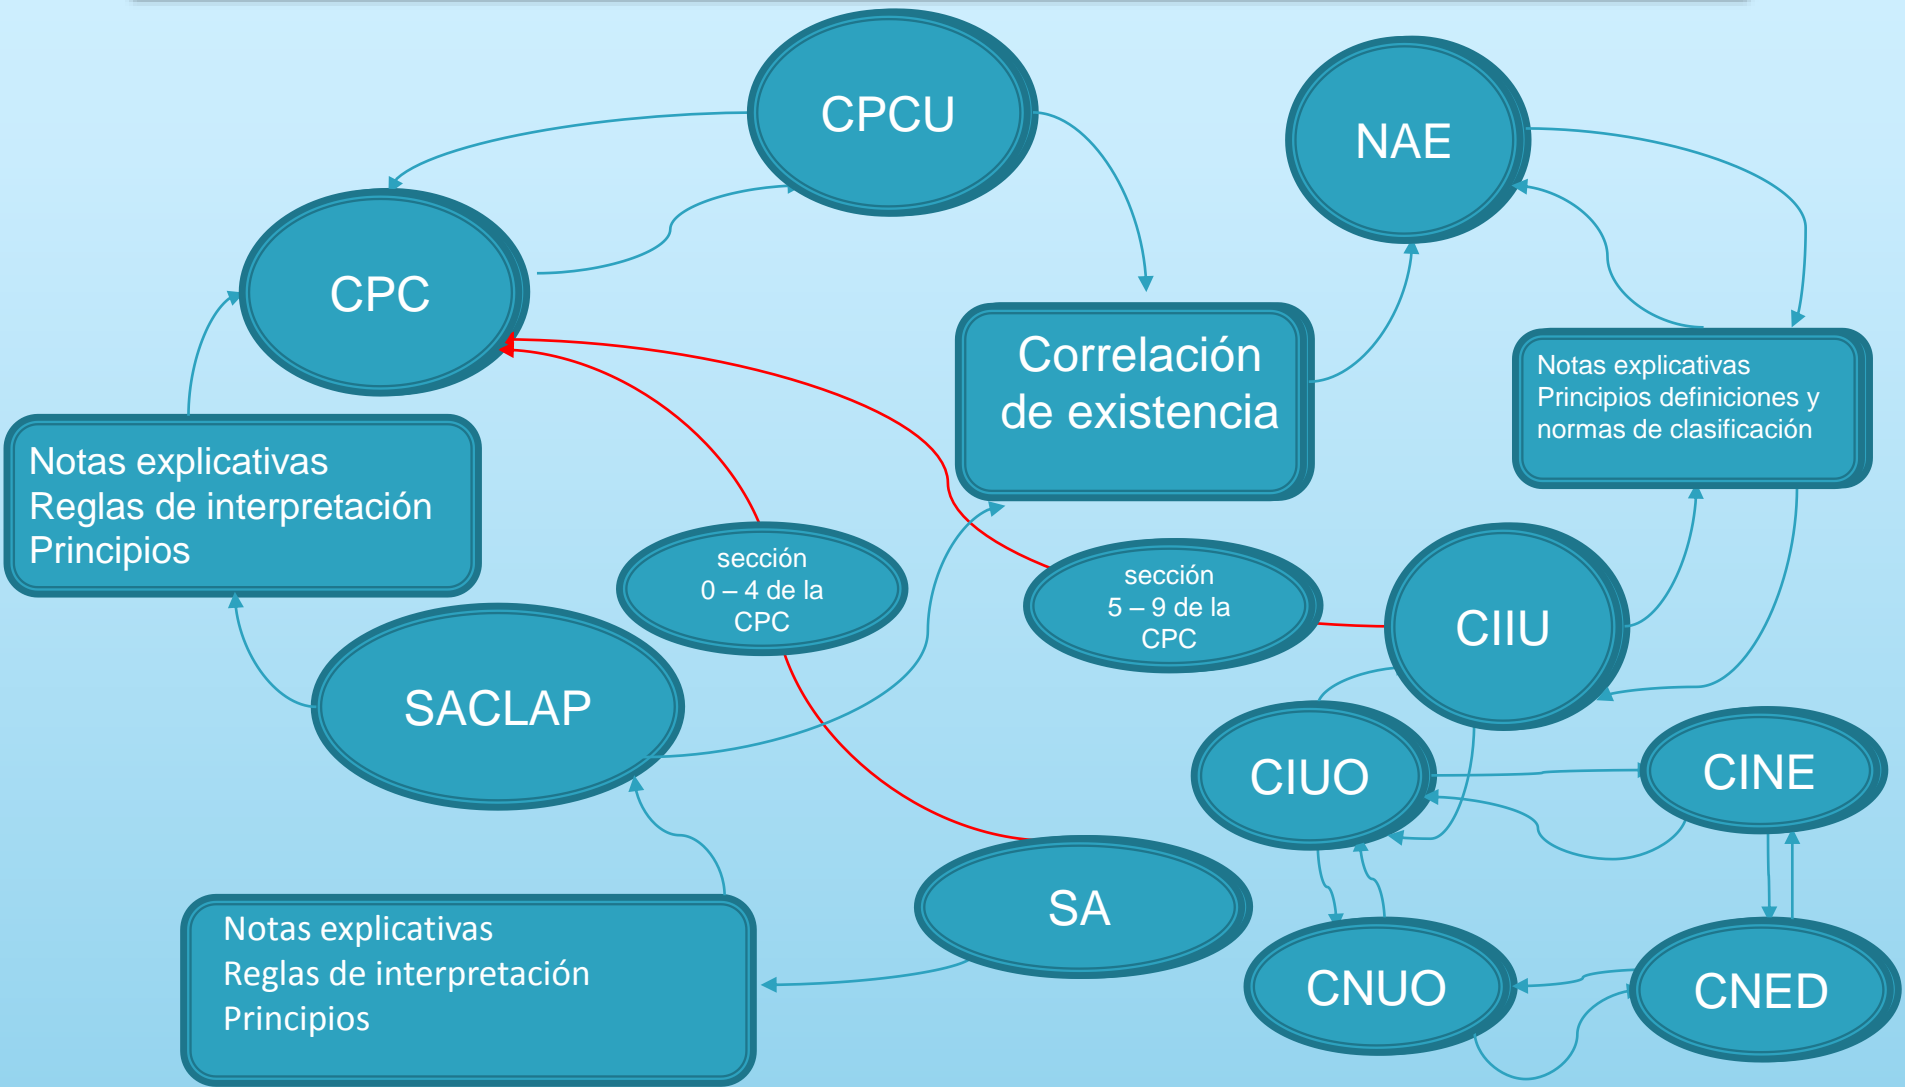 CPCU
NAE
CPC
Correlación
de existencia
Notas explicativas
Principios definiciones y
normas de clasificación
Notas explicativas
Reglas de interpretación
Principios
sección
0 – 4 de la
CPC
sección
5 – 9 de la
CPC
CIIU
SACLAP
CIUO
CINE
SA
Notas explicativas
Reglas de interpretación
Principios
CNUO
CNED